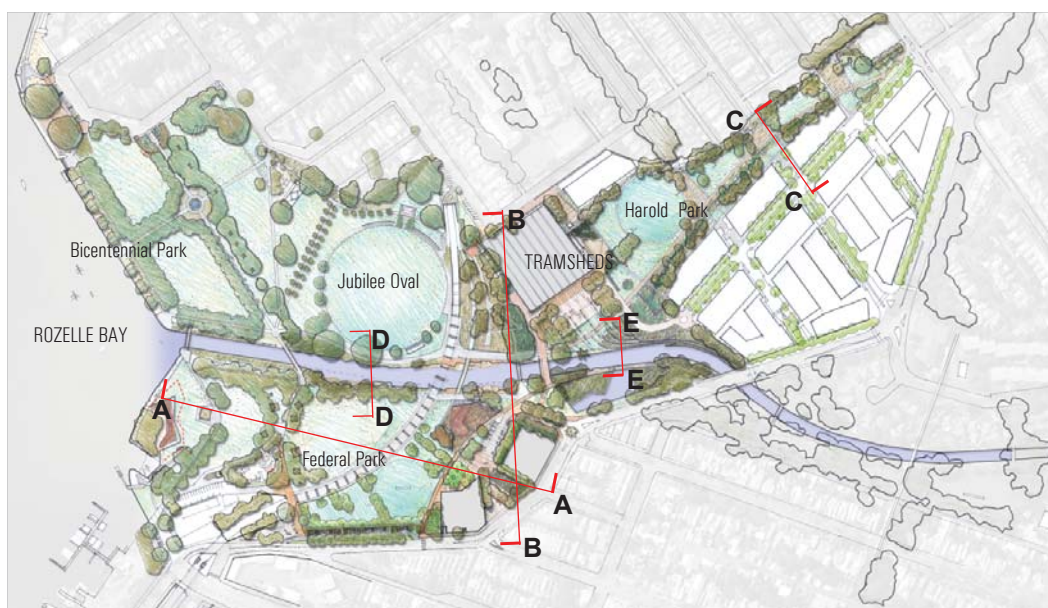 C
C
Harold Park
B
Bicentennial Park
TRAMSHEDS
Jubilee Oval
E
ROZELLE BAY
D
E
A
D
Federal Park
A
B